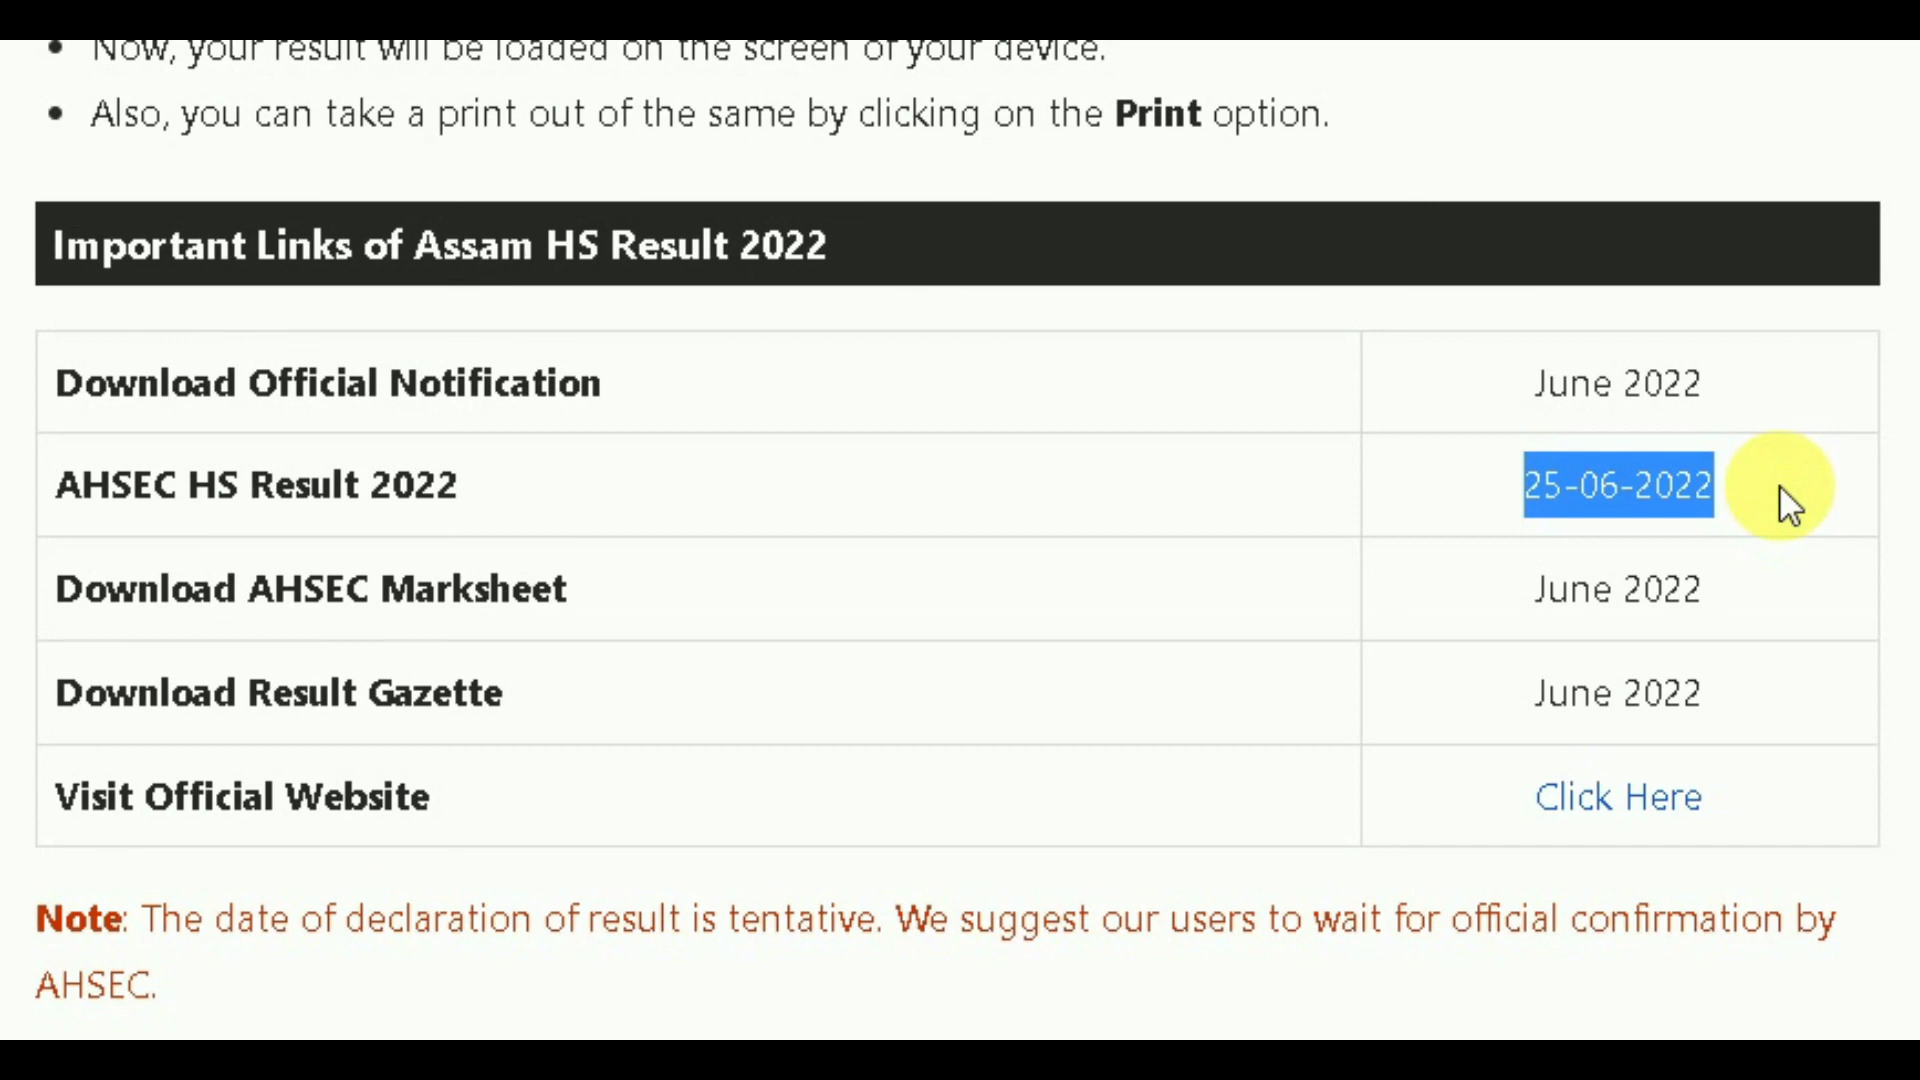 Now, your result will be loaded on the screen of your device.
Also, you can take a print out of the same by clicking on the Print option.
Important Links of Assam HS Result 2022
Download Official Notification June 2022
AHSEC HS Result 2022 25-06-2022
Download AHSEC Marksheet June 2022
Download Result Gazette June 2022
Visit Official Website Click Here
Note: The date of declaration of result is tentative. We suggest our users to wait for official confirmation by
AHSEC.